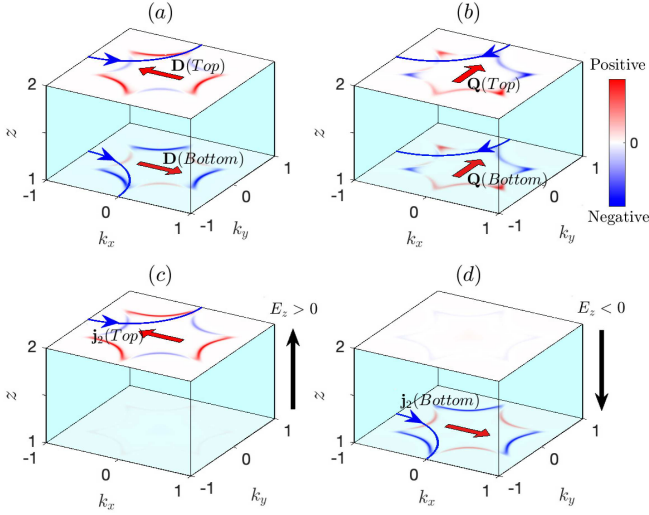 (a)
(b)
D(Top)
D(Bottom)
z
2
1
-1
0
1
-1
0
1
k_x
k_y
Q(Top)
Q(Bottom)
z
2
1
-1
0
1
-1
0
1
k_x
k_y
Positive
0
Negative
(c)
(d)
j_2(Top)
E_z > 0
z
2
1
-1
0
1
-1
0
1
k_x
k_y
j_2(Bottom)
E_z < 0
z
2
1
-1
0
1
-1
0
1
k_x
k_y